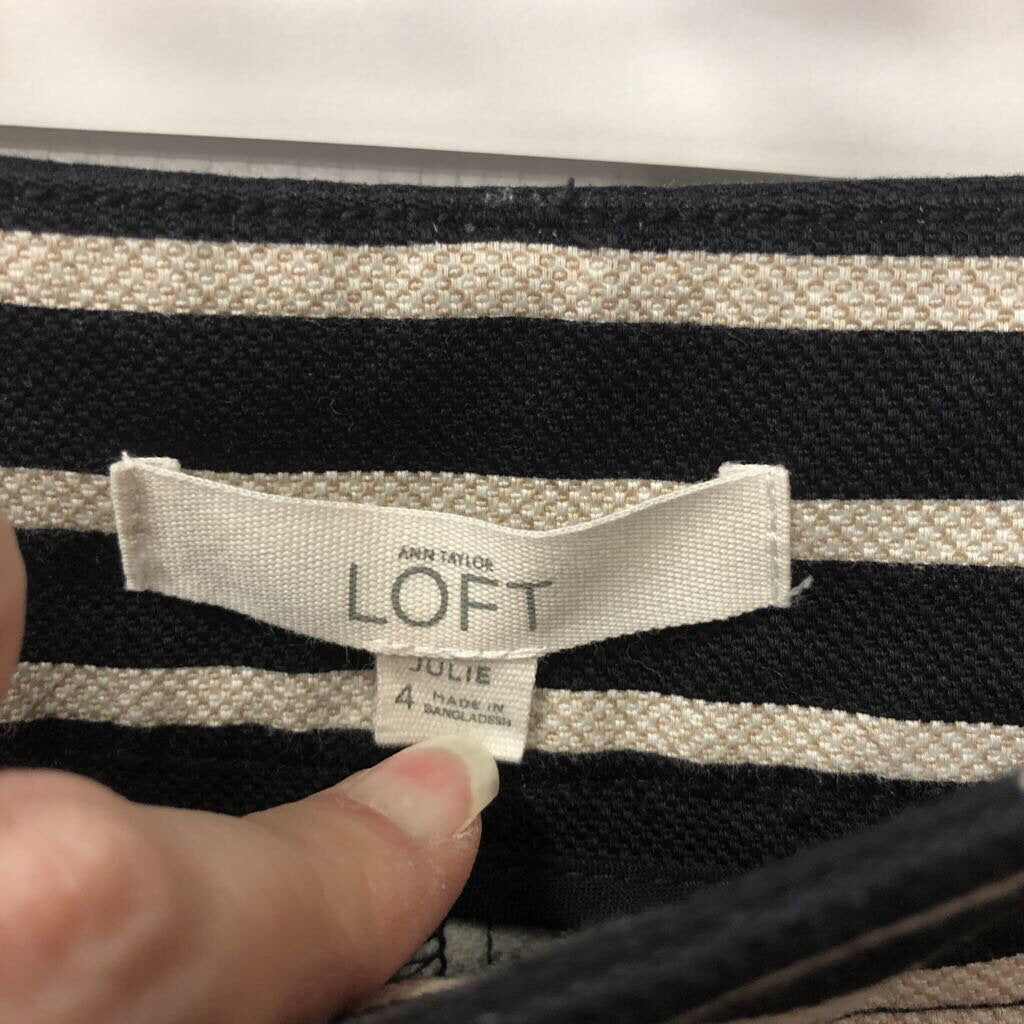 ANN TAYLOR
LOFT
JULIE
4 MADE IN
BANGLADESH